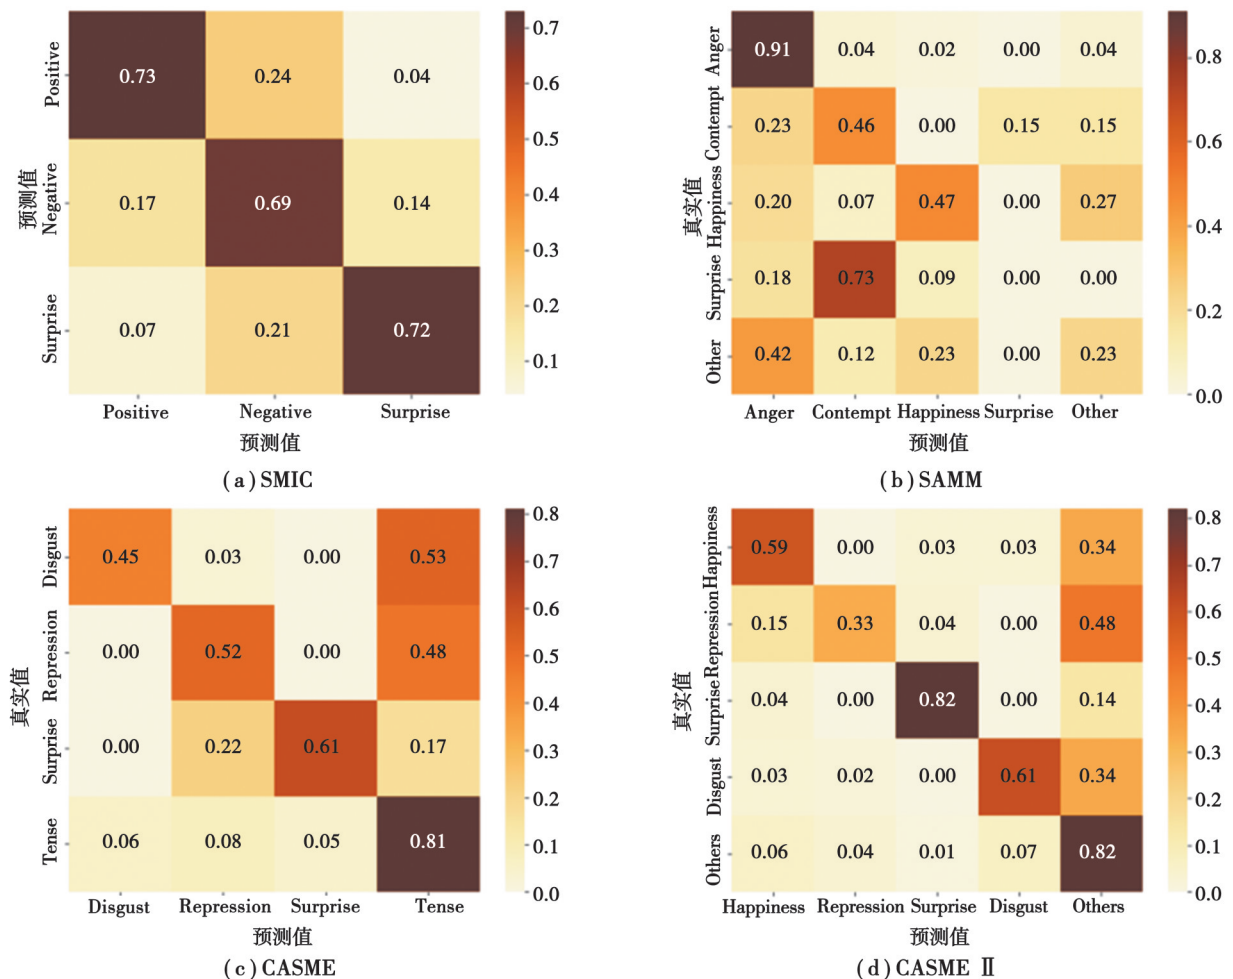 Positive 0.73 0.24 0.04
Negative 0.17 0.69 0.14
Surprise 0.07 0.21 0.72
预测值
Positive Negative Surprise
预测值
0.7
0.6
0.5
0.4
0.3
0.2
0.1
(a)SMIC
Anger 0.91 0.04 0.02 0.00 0.04
Contempt 0.23 0.46 0.00 0.15 0.15
Happiness 0.20 0.07 0.47 0.00 0.27
Surprise 0.18 0.73 0.09 0.00 0.00
Other 0.42 0.12 0.23 0.00 0.23
真实值
Anger Contempt Happiness Surprise Other
预测值
0.8
0.6
0.4
0.2
0.0
(b)SAMM
Disgust 0.45 0.03 0.00 0.53
Repression 0.00 0.52 0.00 0.48
Surprise 0.00 0.22 0.61 0.17
Tense 0.06 0.08 0.05 0.81
真实值
Disgust Repression Surprise Tense
预测值
0.8
0.7
0.6
0.5
0.4
0.3
0.2
0.1
0.0
(c)CASME
Happiness 0.59 0.00 0.03 0.03 0.34
Repression 0.15 0.33 0.04 0.00 0.48
Surprise 0.04 0.00 0.82 0.00 0.14
Disgust 0.03 0.02 0.00 0.61 0.34
Others 0.06 0.04 0.01 0.07 0.82
真实值
Happiness Repression Surprise Disgust Others
预测值
0.8
0.7
0.6
0.5
0.4
0.3
0.2
0.1
0.0
(d)CASME Ⅱ